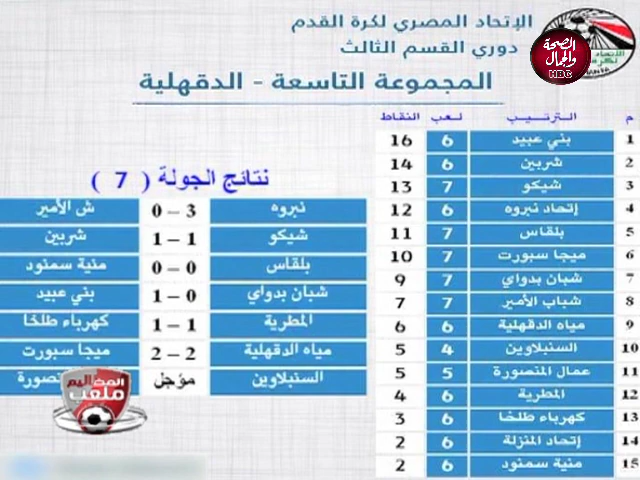 الإتحاد المصري لكرة القدم
دوري القسم الثالث
المجموعة التاسعة - الدقهلية
الصحة
والجمال
HBG
م الترتيب لعب النقاط
1 بني عبيد 6 16
2 شربين 6 14
3 شيكو 7 13
4 إتحاد نبروه 6 12
5 بلقاس 7 11
6 ميجا سبورت 7 10
7 شبان بدواي 7 9
8 شباب الأمير 7 7
9 مياه الدقهلية 6 6
10 السنبلاوين 4 5
11 عمال المنصورة 5 5
12 المطرية 6 4
13 كهرباء طلخا 6 3
14 إتحاد المنزلة 6 2
15 منية سمنود 6 2
نتائج الجولة ( 7 )
نبروه 3 – 0 ش الأمير
شيكو 1 – 1 شربين
بلقاس 0 – 0 منية سمنود
شبان بدواي 0 – 1 بني عبيد
المطرية 1 – 1 كهرباء طلخا
مياه الدقهلية 2 – 2 ميجا سبورت
السنبلاوين مؤجل
ملعب